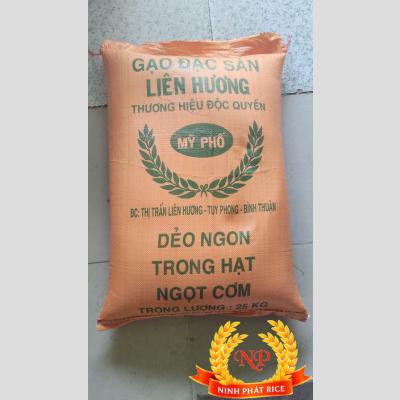 GẠO ĐẶC SẢN
LIÊN HƯƠNG
THƯƠNG HIỆU ĐỘC QUYỀN
MỸ PHỐ
ĐC: THỊ TRẤN LIÊN HƯƠNG - TUY PHONG - BÌNH THUẬN
DẺO NGON
TRONG HẠT
NGỌT CƠM
TRỌNG LƯỢNG : 25 KG
NP
NINH PHÁT RICE